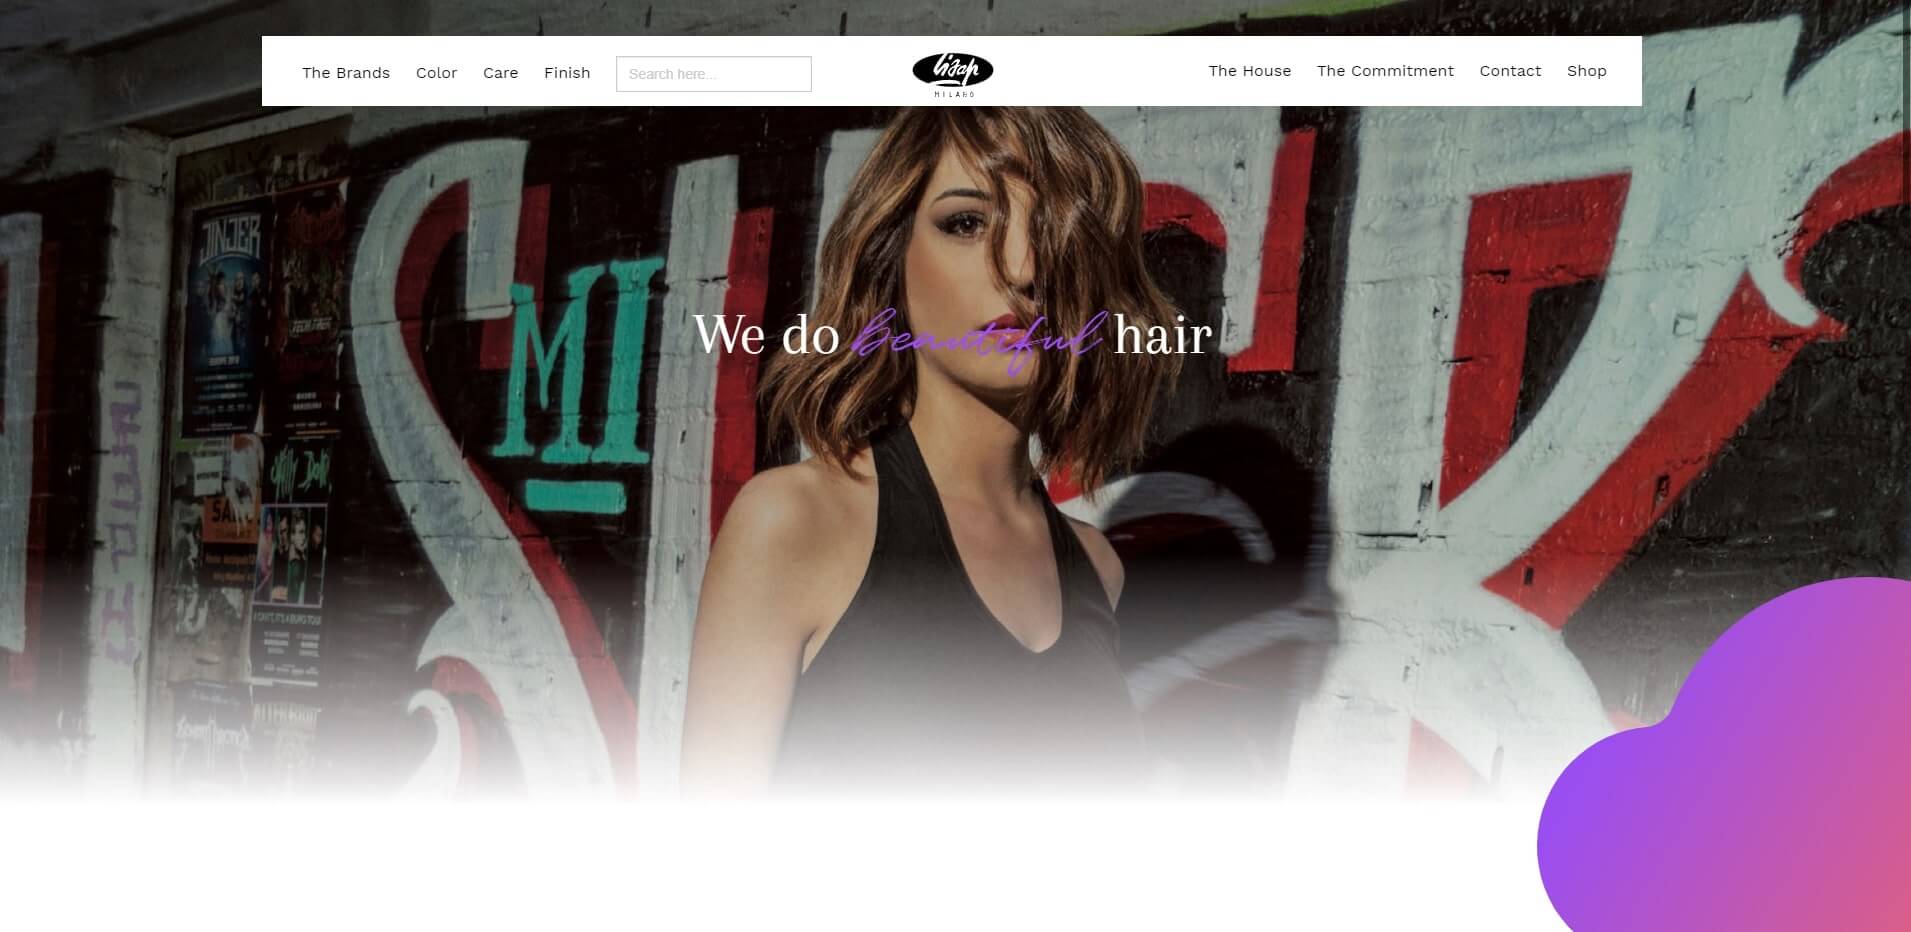 The Brands Color Care Finish Search here...
lisap
MILANO
The House The Commitment Contact Shop
We do beautiful hair
JINJER
MI
SALE